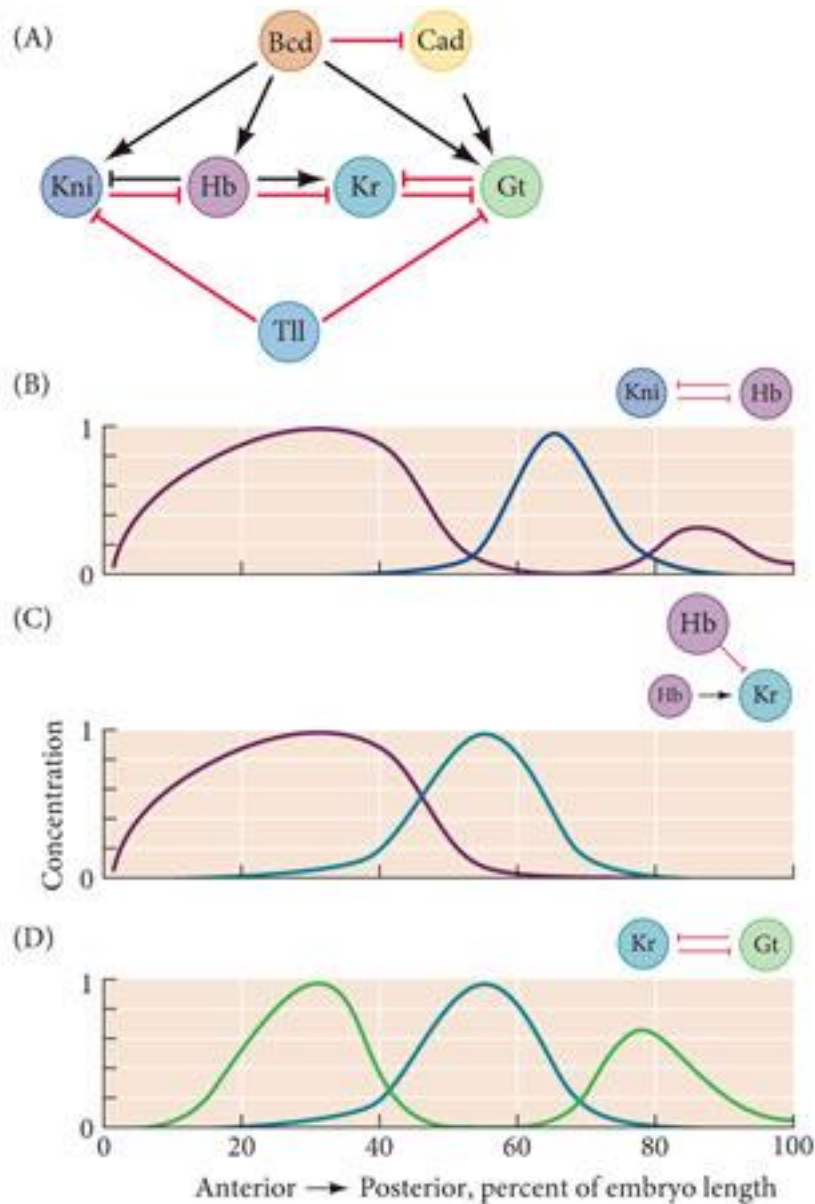 (A)
Bcd Cad
Kni Hb Kr Gt
Tll
(B)
Kni Hb
1
0
(C)
Hb
Hb Kr
1
Concentration
0
(D)
Kr Gt
1
0
0 20 40 60 80 100
Anterior → Posterior, percent of embryo length